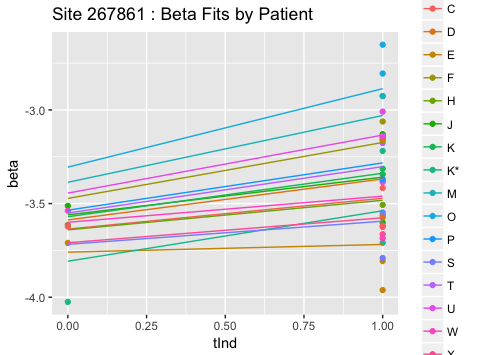 Site 267861 : Beta Fits by Patient
beta
-3.0
-3.5
-4.0
0.00 0.25 0.50 0.75 1.00
tInd
C
D
E
F
H
J
K
K*
M
O
P
S
T
U
W